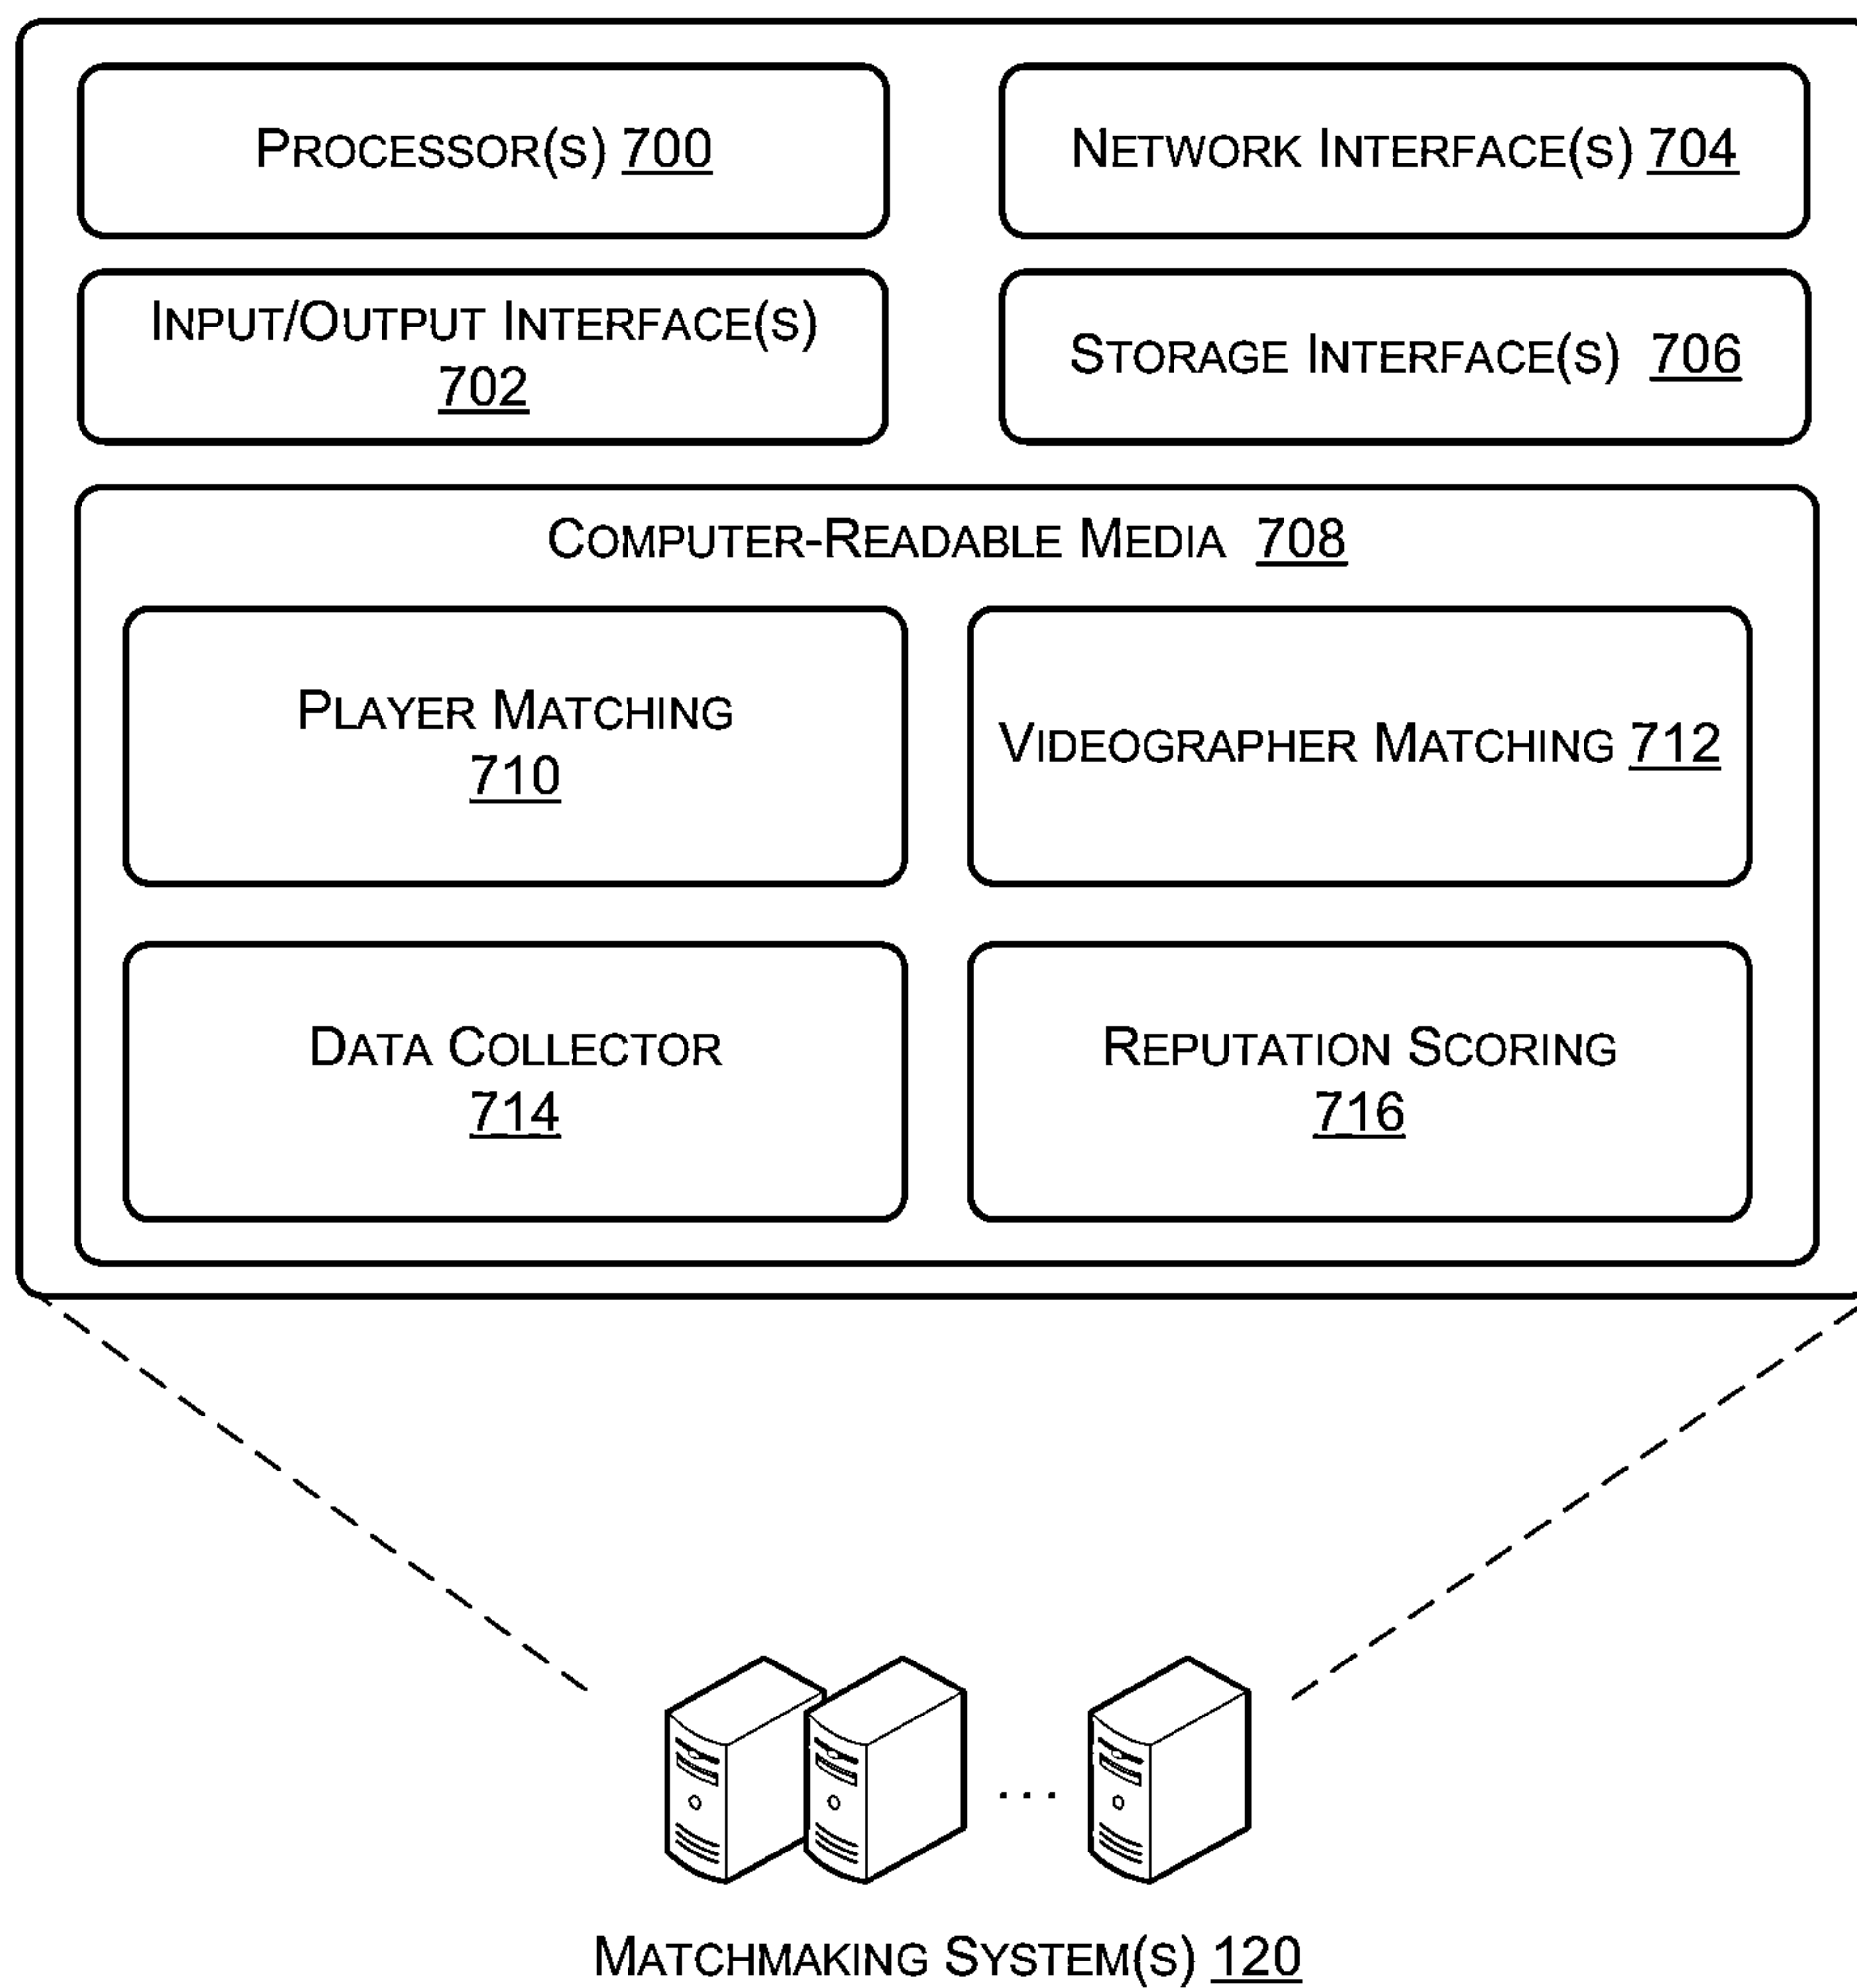 PROCESSOR(S) 700
NETWORK INTERFACE(S) 704
INPUT/OUTPUT INTERFACE(S)
702
STORAGE INTERFACE(S) 706
COMPUTER-READABLE MEDIA 708
PLAYER MATCHING
710
VIDEOGRAPHER MATCHING 712
DATA COLLECTOR
714
REPUTATION SCORING
716
...
MATCHMAKING SYSTEM(S) 120